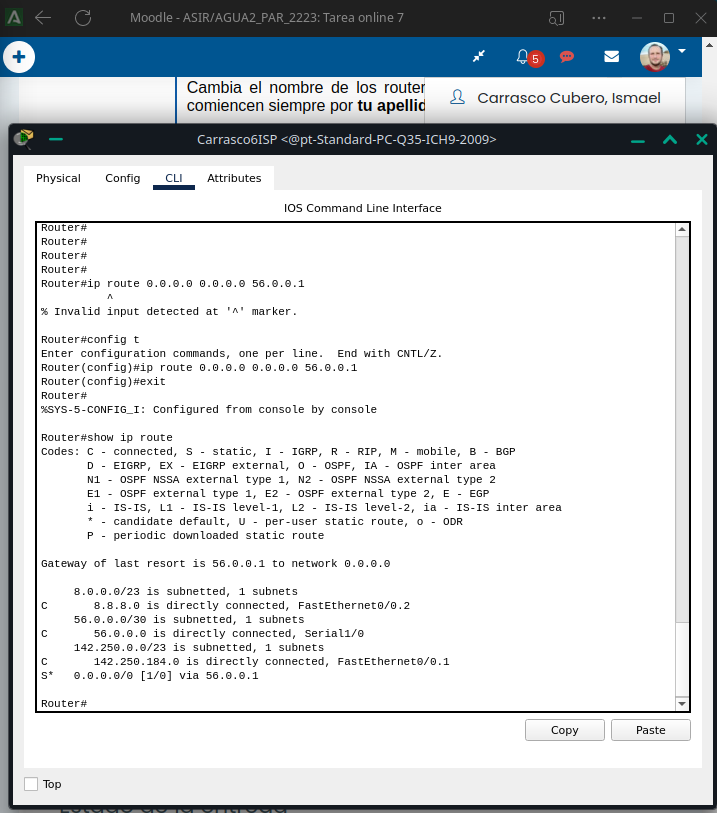 Moodle - ASIR/AGUA2_PAR_2223: Tarea online 7
5
Cambia el nombre de los router
comiencen siempre por tu apellid
Carrasco Cubero, Ismael
Carrasco6ISP <@pt-Standard-PC-Q35-ICH9-2009>
Physical Config CLI Attributes
IOS Command Line Interface
Router#
Router#
Router#
Router#
Router#ip route 0.0.0.0 0.0.0.0 56.0.0.1
^
% Invalid input detected at '^' marker.
Router#config t
Enter configuration commands, one per line.  End with CNTL/Z.
Router(config)#ip route 0.0.0.0 0.0.0.0 56.0.0.1
Router(config)#exit
Router#
%SYS-5-CONFIG_I: Configured from console by console
Router#show ip route
Codes: C - connected, S - static, I - IGRP, R - RIP, M - mobile, B - BGP
D - EIGRP, EX - EIGRP external, O - OSPF, IA - OSPF inter area
N1 - OSPF NSSA external type 1, N2 - OSPF NSSA external type 2
E1 - OSPF external type 1, E2 - OSPF external type 2, E - EGP
i - IS-IS, L1 - IS-IS level-1, L2 - IS-IS level-2, ia - IS-IS inter area
* - candidate default, U - per-user static route, o - ODR
P - periodic downloaded static route
Gateway of last resort is 56.0.0.1 to network 0.0.0.0
8.0.0.0/23 is subnetted, 1 subnets
C 8.8.8.0 is directly connected, FastEthernet0/0.2
56.0.0.0/30 is subnetted, 1 subnets
C 56.0.0.0 is directly connected, Serial1/0
142.250.0.0/23 is subnetted, 1 subnets
C 142.250.184.0 is directly connected, FastEthernet0/0.1
S* 0.0.0.0/0 [1/0] via 56.0.0.1
Router#
Copy Paste
Top
Estado de la entrega